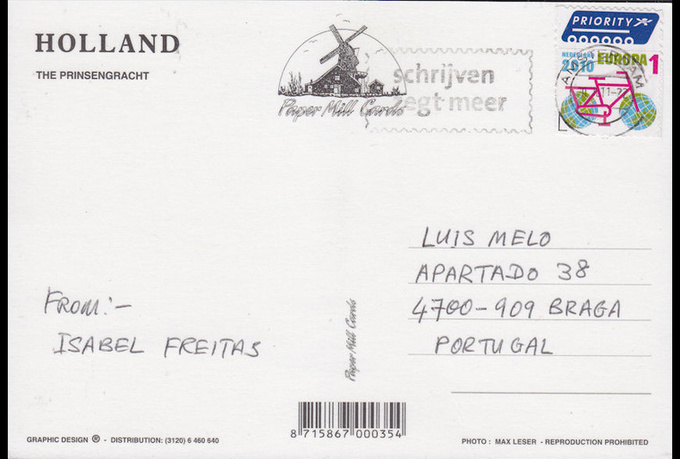 HOLLAND
THE PRINSENGRACHT
Paper Mill Cards
schrijven
zegt meer
PRIORITY
NEDERLAND
2010 EUROPA 1
AMSTERDAM
LUIS MELO
APARTADO 38
4700-909 BRAGA
PORTUGAL
FROM:-
ISABEL FREITAS
Paper Mill Cards
8 715867 000354
GRAPHIC DESIGN ® - DISTRIBUTION: (3120) 6 460 640
PHOTO : MAX LESER - REPRODUCTION PROHIBITED